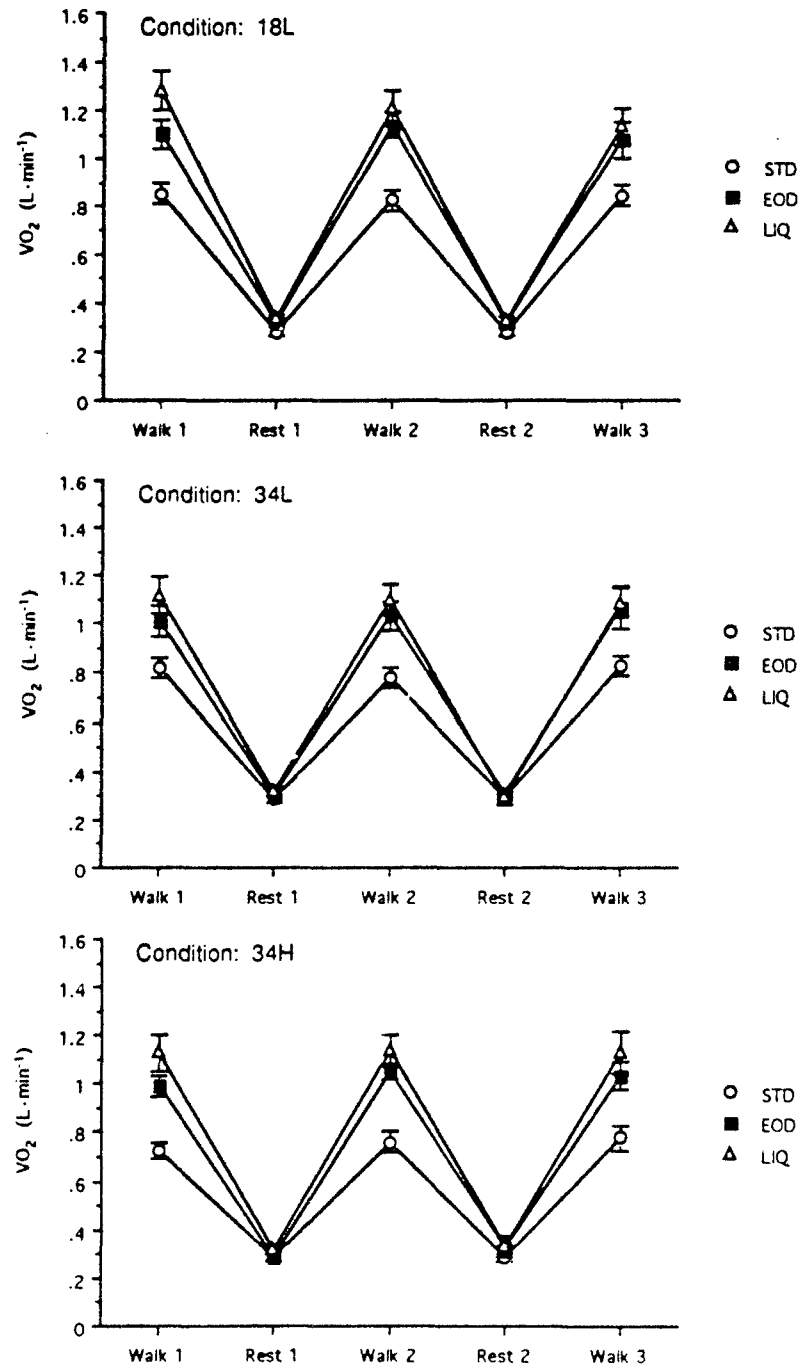 Condition: 18L
1.6
1.4
1.2
1
.8
.6
.4
.2
0
VO₂ (L·min⁻¹)
Walk 1 Rest 1 Walk 2 Rest 2 Walk 3
STD
EOD
LIQ
Condition: 34L
1.6
1.4
1.2
1
.8
.6
.4
.2
0
VO₂ (L·min⁻¹)
Walk 1 Rest 1 Walk 2 Rest 2 Walk 3
STD
EOD
LIQ
Condition: 34H
1.6
1.4
1.2
1
.8
.6
.4
.2
0
VO₂ (L·min⁻¹)
Walk 1 Rest 1 Walk 2 Rest 2 Walk 3
STD
EOD
LIQ